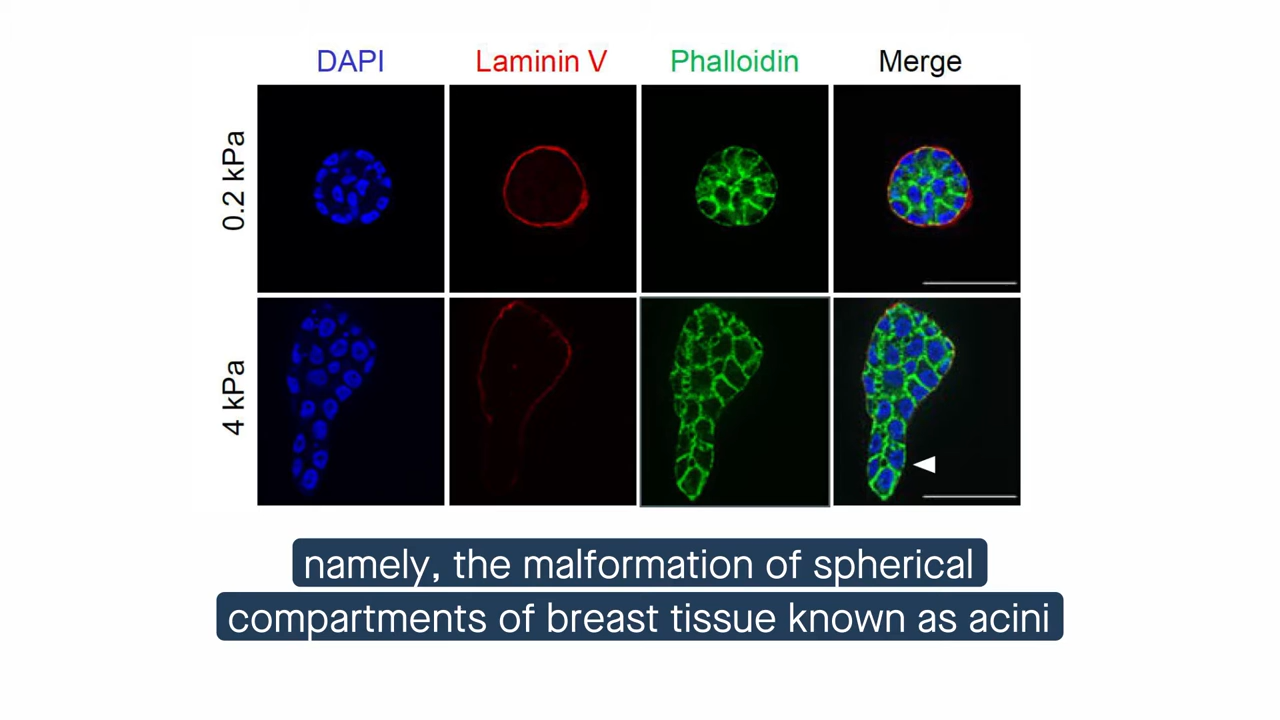 DAPI
Laminin V
Phalloidin
Merge
0.2 kPa
4 kPa
namely, the malformation of spherical
compartments of breast tissue known as acini